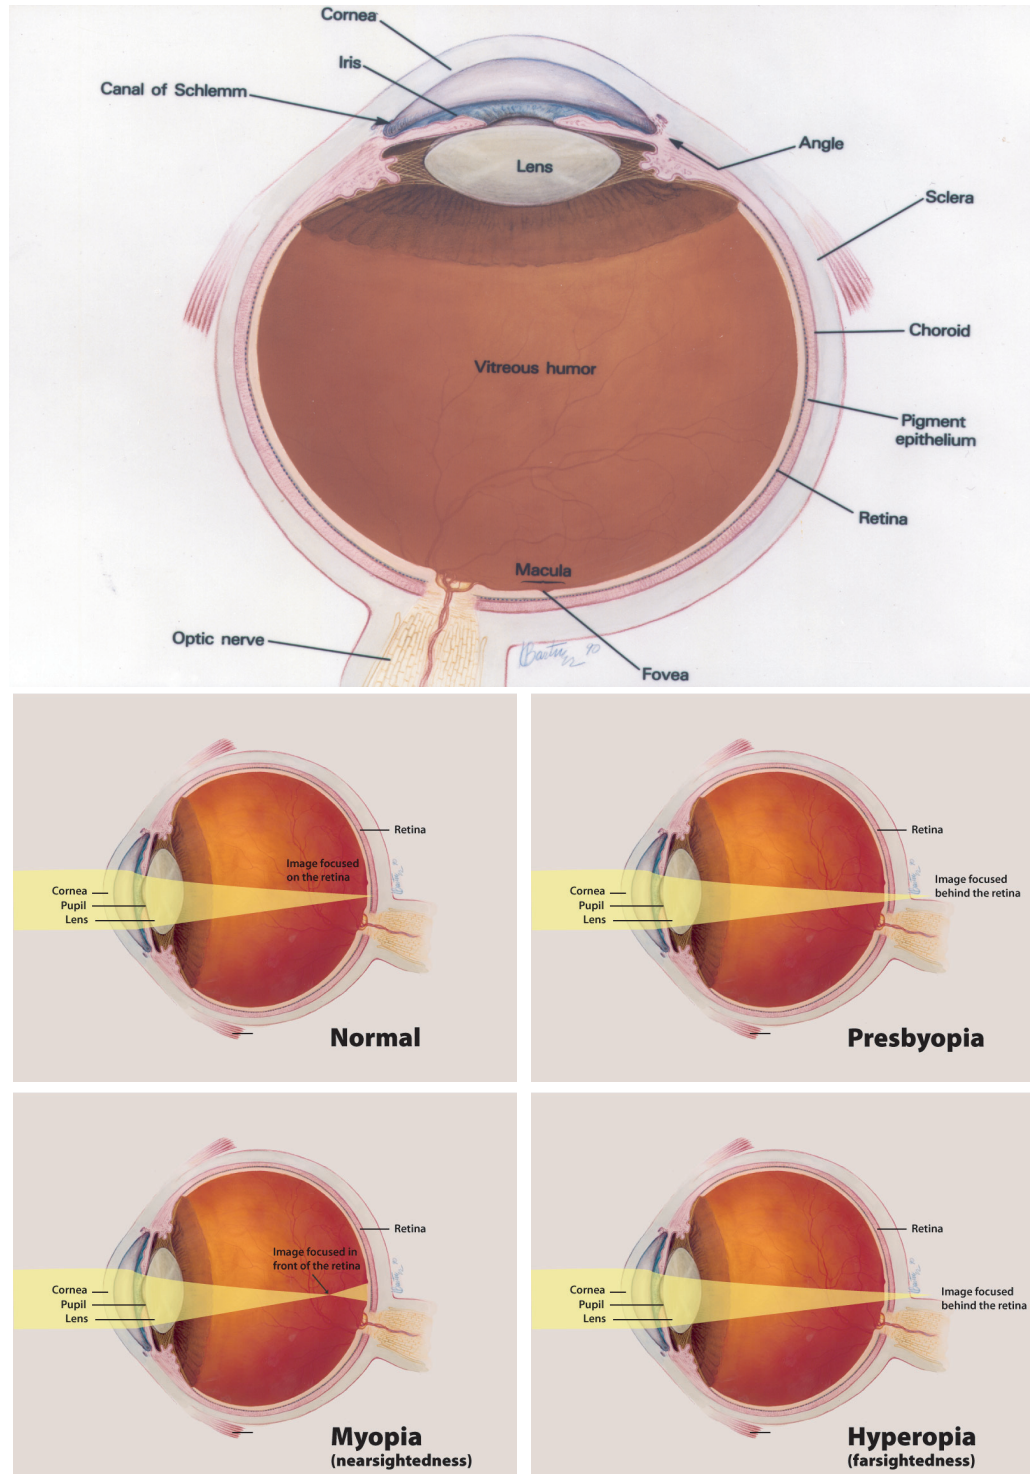 Cornea
Iris
Canal of Schlemm
Angle
Lens
Sclera
Choroid
Vitreous humor
Pigment
epithelium
Retina
Macula
Optic nerve
Fovea
90
Retina
Image focused
on the retina
Cornea
Pupil
Lens
Normal
Retina
Image focused
behind the retina
Cornea
Pupil
Lens
Presbyopia
Retina
Image focused in
front of the retina
Cornea
Pupil
Lens
Myopia
(nearsightedness)
Retina
Image focused
behind the retina
Cornea
Pupil
Lens
Hyperopia
(farsightedness)